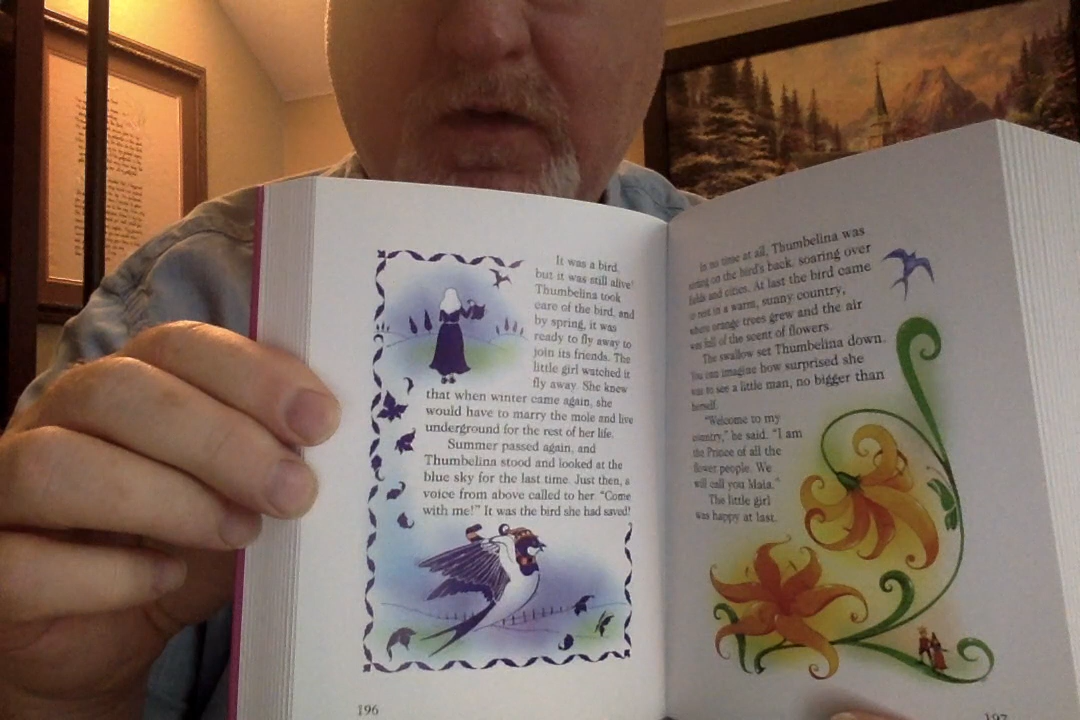 It was a bird,
but it was still alive!
Thumbelina took
care of the bird, and
by spring, it was
ready to fly away to
join its friends. The
little girl watched it
fly away. She knew
that when winter came again, she
would have to marry the mole and live
underground for the rest of her life.
Summer passed again, and
Thumbelina stood and looked at the
blue sky for the last time. Just then, a
voice from above called to her. "Come
with me!" It was the bird she had saved!
196
In no time at all, Thumbelina was
sitting on the bird's back, soaring over
fields and cities. At last the bird came
to rest in a warm, sunny country,
where orange trees grew and the air
was full of the scent of flowers.
The swallow set Thumbelina down.
You can imagine how surprised she
was to see a little man, no bigger than
herself.
"Welcome to my
country," he said. "I am
the Prince of all the
flower people. We
will call you Maia."
The little girl
was happy at last.
197